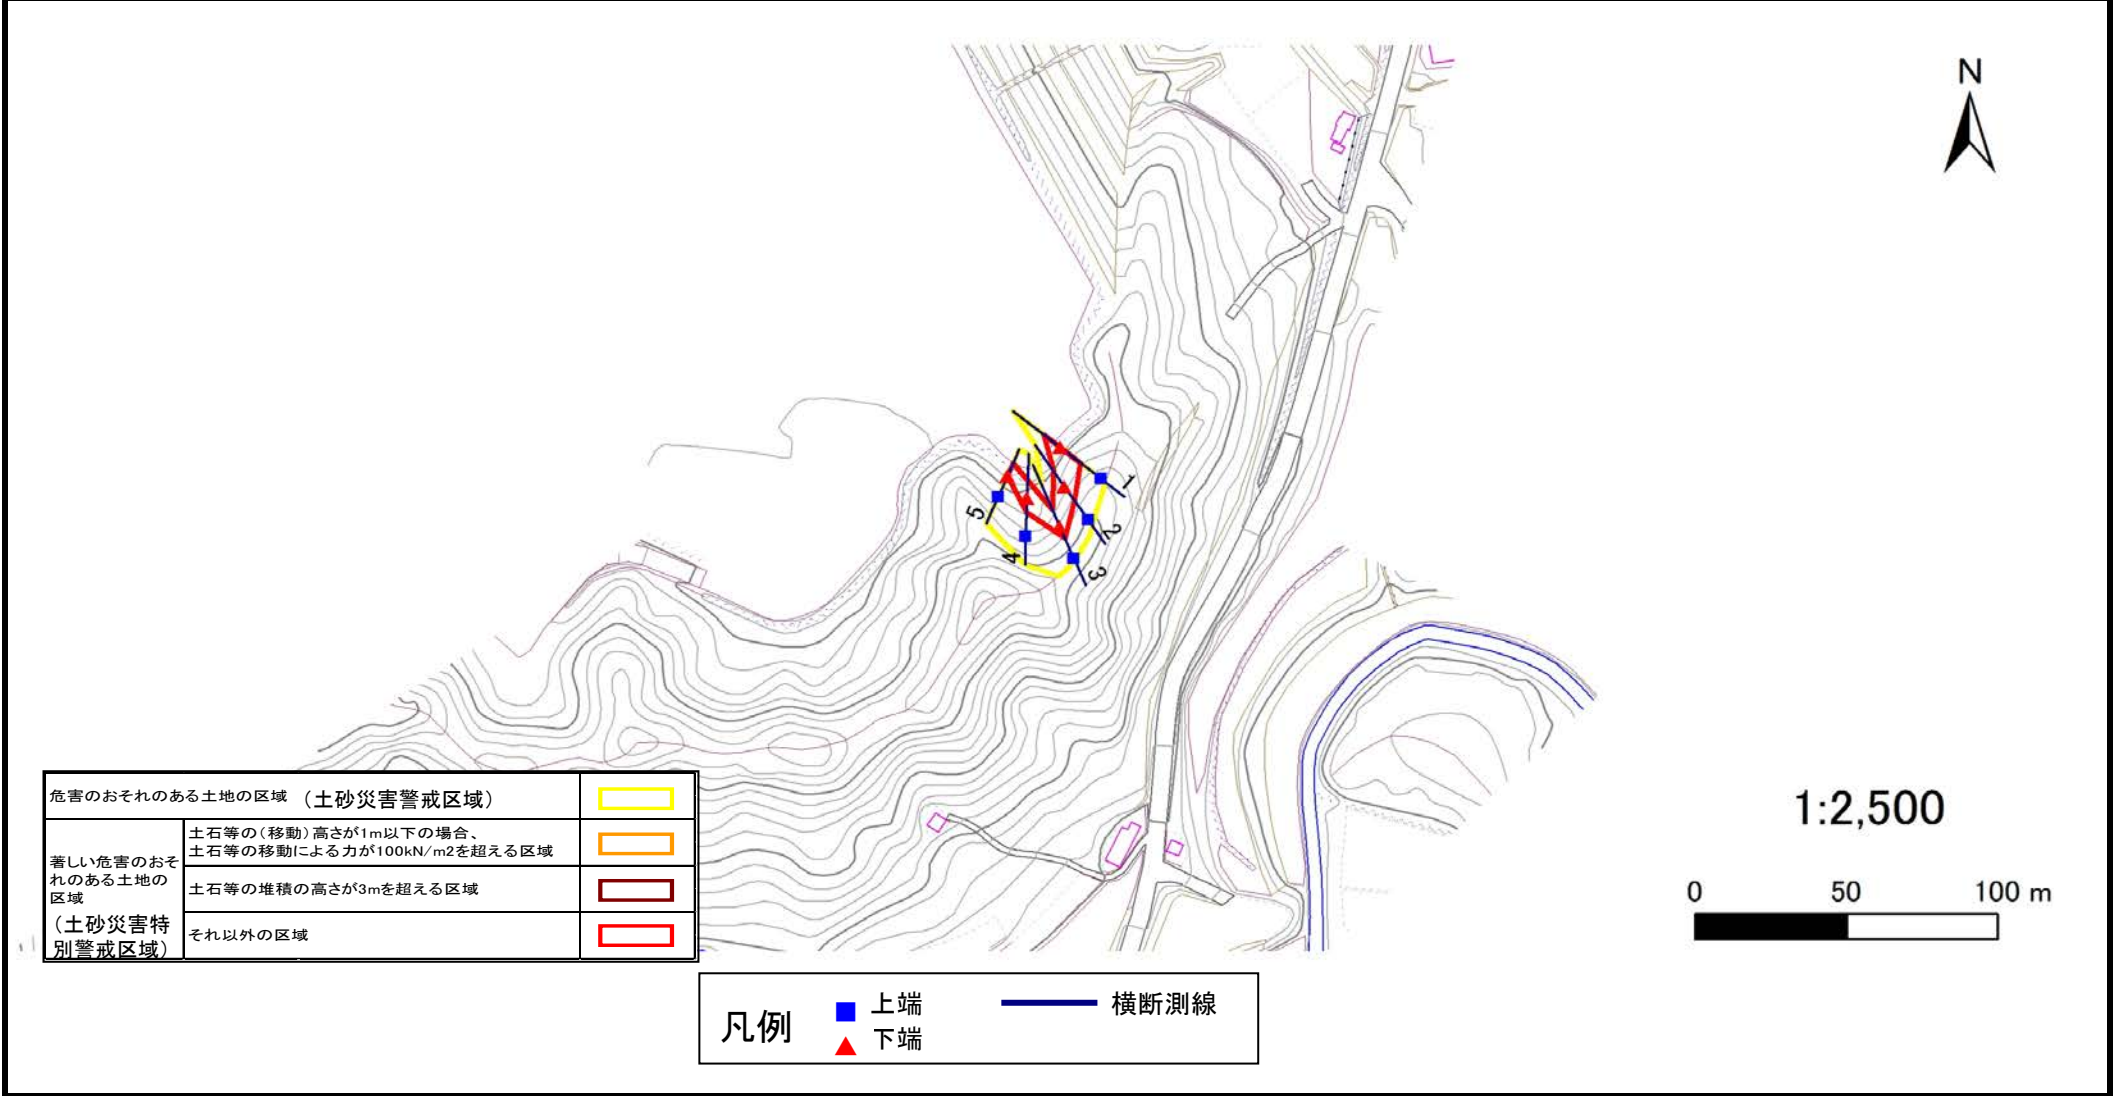 N
1
2
3
4
5
危害のおそれのある土地の区域 （土砂災害警戒区域）
著しい危害のおそ
れのある土地の
区域
（土砂災害特
別警戒区域）
土石等の（移動）高さが1m以下の場合、
土石等の移動による力が100kN/m2を超える区域
土石等の堆積の高さが3mを超える区域
それ以外の区域
1:2,500
0 50 100 m
凡例
上端
下端
横断測線